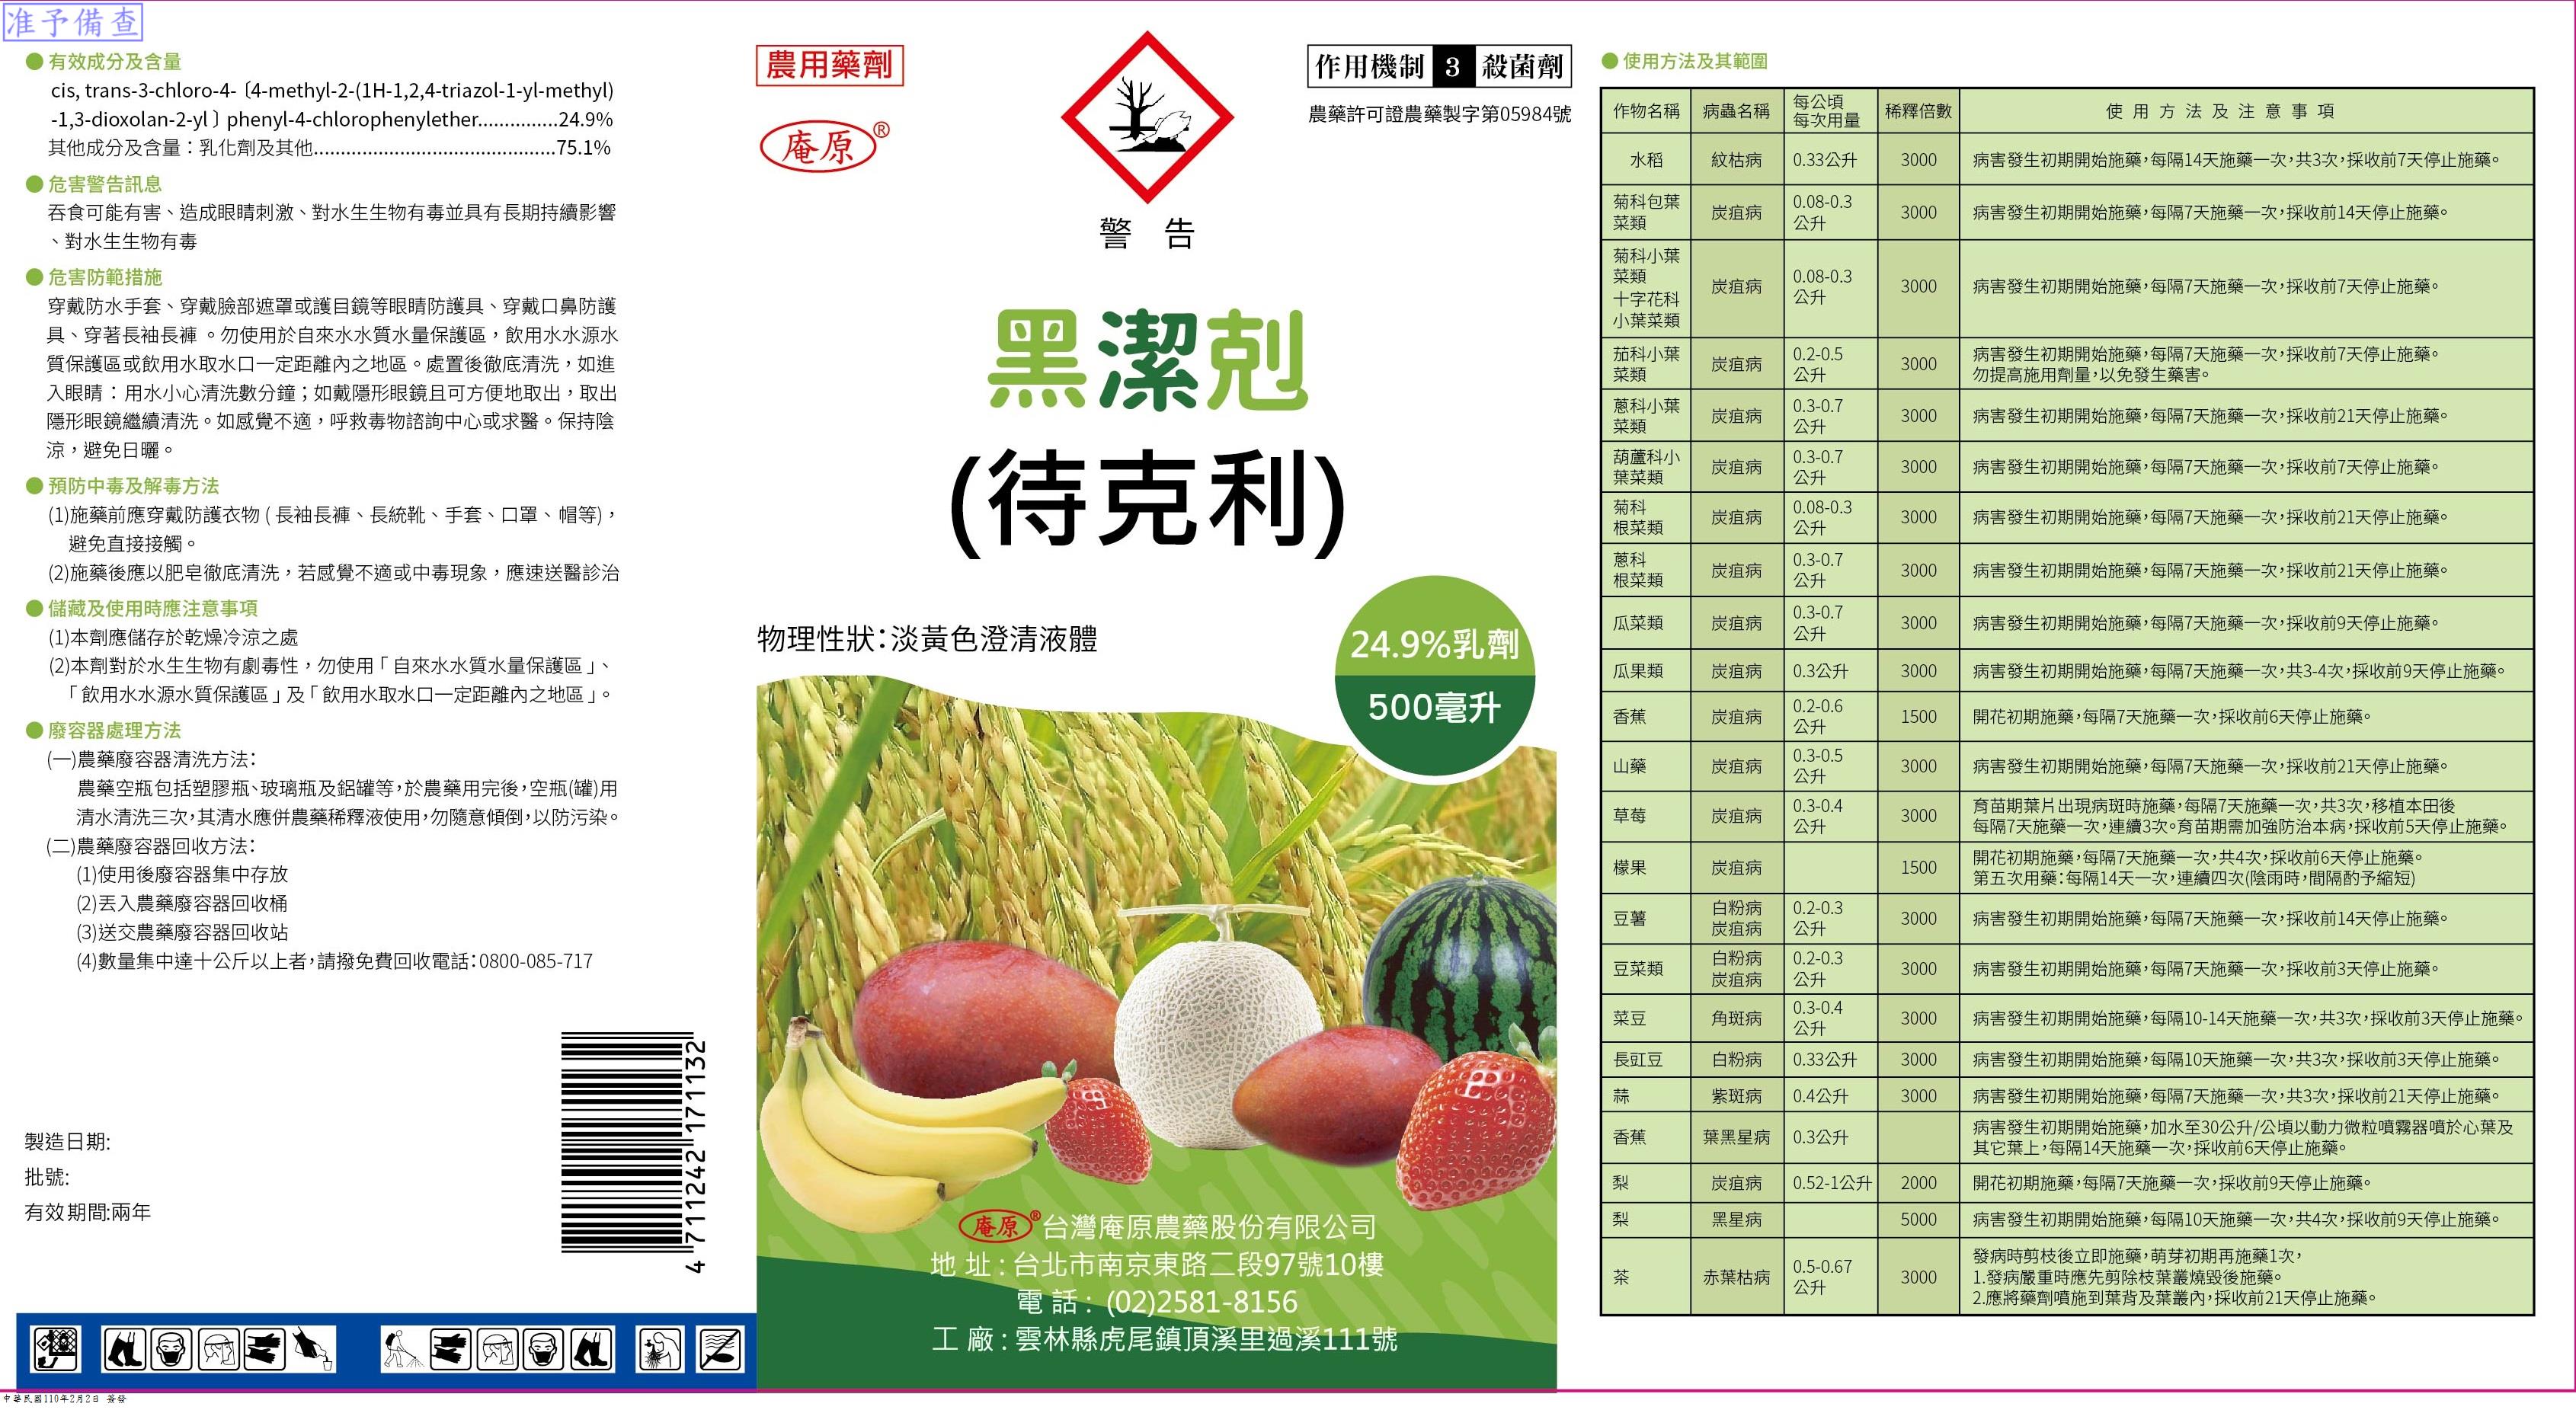 准予備查
● 有效成分及含量
cis, trans-3-chloro-4-〔4-methyl-2-(1H-1,2,4-triazol-1-yl-methyl)
-1,3-dioxolan-2-yl〕phenyl-4-chlorophenylether...............24.9%
其他成分及含量：乳化劑及其他.............................................75.1%
● 危害警告訊息
吞食可能有害、造成眼睛刺激、對水生生物有毒並具有長期持續影響
、對水生生物有毒
● 危害防範措施
穿戴防水手套、穿戴臉部遮罩或護目鏡等眼睛防護具、穿戴口鼻防護
具、穿著長袖長褲 。勿使用於自來水水質水量保護區，飲用水水源水
質保護區或飲用水取水口一定距離內之地區。處置後徹底清洗，如進
入眼睛：用水小心清洗數分鐘；如戴隱形眼鏡且可方便地取出，取出
隱形眼鏡繼續清洗。如感覺不適，呼救毒物諮詢中心或求醫。保持陰
涼，避免日曬。
● 預防中毒及解毒方法
(1)施藥前應穿戴防護衣物 ( 長袖長褲、長統靴、手套、口罩、帽等)，
避免直接接觸。
(2)施藥後應以肥皂徹底清洗，若感覺不適或中毒現象，應速送醫診治
● 儲藏及使用時應注意事項
(1)本劑應儲存於乾燥冷涼之處
(2)本劑對於水生生物有劇毒性，勿使用「自來水水質水量保護區」、
「飲用水水源水質保護區」及「飲用水取水口一定距離內之地區」。
● 廢容器處理方法
(一)農藥廢容器清洗方法：
農藥空瓶包括塑膠瓶、玻璃瓶及鋁罐等，於農藥用完後，空瓶(罐)用
清水清洗三次，其清水應併農藥稀釋液使用，勿隨意傾倒，以防污染。
(二)農藥廢容器回收方法：
(1)使用後廢容器集中存放
(2)丟入農藥廢容器回收桶
(3)送交農藥廢容器回收站
(4)數量集中達十公斤以上者，請撥免費回收電話：0800-085-717
4 711242 171132
製造日期:
批號:
有效期間:兩年
中華民國110年2月2日 簽發
農用藥劑
庵原®
警 告
作用機制 3 殺菌劑
農藥許可證農藥製字第05984號
黑潔剋
(待克利)
物理性狀：淡黃色澄清液體
24.9%乳劑
500毫升
庵原® 台灣庵原農藥股份有限公司
地 址 : 台北市南京東路二段97號10樓
電 話 : (02)2581-8156
工 廠 : 雲林縣虎尾鎮頂溪里過溪111號
● 使用方法及其範圍
作物名稱 病蟲名稱 每公頃每次用量 稀釋倍數 使用方法及注意事項
水稻 紋枯病 0.33公升 3000 病害發生初期開始施藥，每隔14天施藥一次，共3次，採收前7天停止施藥。
菊科包葉菜類 炭疽病 0.08-0.3公升 3000 病害發生初期開始施藥，每隔7天施藥一次，採收前14天停止施藥。
菊科小葉菜類 十字花科小葉菜類 炭疽病 0.08-0.3公升 3000 病害發生初期開始施藥，每隔7天施藥一次，採收前7天停止施藥。
茄科小葉菜類 炭疽病 0.2-0.5公升 3000 病害發生初期開始施藥，每隔7天施藥一次，採收前7天停止施藥。
勿提高施用劑量，以免發生藥害。
蔥科小葉菜類 炭疽病 0.3-0.7公升 3000 病害發生初期開始施藥，每隔7天施藥一次，採收前21天停止施藥。
葫蘆科小葉菜類 炭疽病 0.3-0.7公升 3000 病害發生初期開始施藥，每隔7天施藥一次，採收前7天停止施藥。
菊科根菜類 炭疽病 0.08-0.3公升 3000 病害發生初期開始施藥，每隔7天施藥一次，採收前21天停止施藥。
蔥科根菜類 炭疽病 0.3-0.7公升 3000 病害發生初期開始施藥，每隔7天施藥一次，採收前21天停止施藥。
瓜菜類 炭疽病 0.3-0.7公升 3000 病害發生初期開始施藥，每隔7天施藥一次，採收前9天停止施藥。
瓜果類 炭疽病 0.3公升 3000 病害發生初期開始施藥，每隔7天施藥一次，共3-4次，採收前9天停止施藥。
香蕉 炭疽病 0.2-0.6公升 1500 開花初期施藥，每隔7天施藥一次，採收前6天停止施藥。
山藥 炭疽病 0.3-0.5公升 3000 病害發生初期開始施藥，每隔7天施藥一次，採收前21天停止施藥。
草莓 炭疽病 0.3-0.4公升 3000 育苗期葉片出現病斑時施藥，每隔7天施藥一次，共3次，移植本田後
每隔7天施藥一次，連續3次。育苗期需加強防治本病，採收前5天停止施藥。
檬果 炭疽病 1500 開花初期施藥，每隔7天施藥一次，共4次，採收前6天停止施藥。
第五次用藥：每隔14天一次，連續四次(陰雨時，間隔酌予縮短)
豆薯 白粉病 炭疽病 0.2-0.3公升 3000 病害發生初期開始施藥，每隔7天施藥一次，採收前14天停止施藥。
豆菜類 白粉病 炭疽病 0.2-0.3公升 3000 病害發生初期開始施藥，每隔7天施藥一次，採收前3天停止施藥。
菜豆 角斑病 0.3-0.4公升 3000 病害發生初期開始施藥，每隔10-14天施藥一次，共3次，採收前3天停止施藥。
長豇豆 白粉病 0.33公升 3000 病害發生初期開始施藥，每隔10天施藥一次，共3次，採收前3天停止施藥。
蒜 紫斑病 0.4公升 3000 病害發生初期開始施藥，每隔7天施藥一次，共3次，採收前21天停止施藥。
香蕉 葉黑星病 0.3公升 病害發生初期開始施藥，加水至30公升/公頃以動力微粒噴霧器噴於心葉及
其它葉上，每隔14天施藥一次，採收前6天停止施藥。
梨 炭疽病 0.52-1公升 2000 開花初期施藥，每隔7天施藥一次，採收前9天停止施藥。
梨 黑星病 5000 病害發生初期開始施藥，每隔10天施藥一次，共4次，採收前9天停止施藥。
茶 赤葉枯病 0.5-0.67公升 3000 發病時剪枝後立即施藥，萌芽初期再施藥1次，
1.發病嚴重時應先剪除枝葉叢燒毀後施藥。
2.應將藥劑噴施到葉背及葉叢內，採收前21天停止施藥。